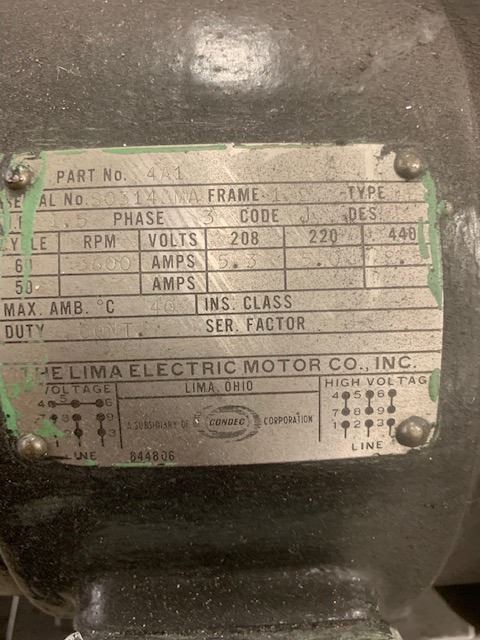 PART No. 4A1
SERIAL No. FRAME TYPE
PHASE 3 CODE J DES.
CYCLE RPM VOLTS 208 220 440
60 3600 AMPS 5.3 5.0
50 AMPS
MAX. AMB. °C 40 INS. CLASS
DUTY CONT. SER. FACTOR
THE LIMA ELECTRIC MOTOR CO., INC.
VOLTAGE LIMA, OHIO HIGH VOLTAG
4 5 6 4 5 6
7 8 9 7 8 9
A SUBSIDIARY OF CONDEC CORPORATION
1 3 1 2 3
LINE 844806 LINE